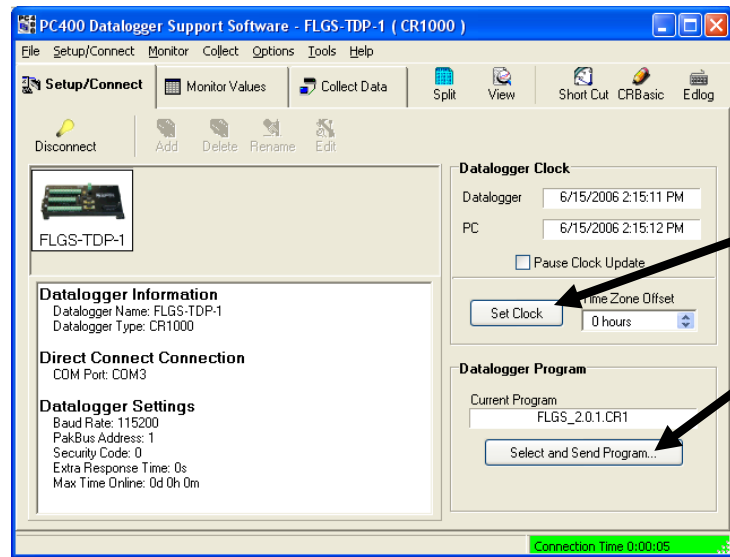 PC400 Datalogger Support Software - FLGS-TDP-1 ( CR1000 )
File Setup/Connect Monitor Collect Options Tools Help
Setup/Connect Monitor Values Collect Data Split View Short Cut CRBasic Edlog
Disconnect Add Delete Rename Edit
FLGS-TDP-1
Datalogger Information
Datalogger Name: FLGS-TDP-1
Datalogger Type: CR1000
Direct Connect Connection
COM Port: COM3
Datalogger Settings
Baud Rate: 115200
PakBus Address: 1
Security Code: 0
Extra Response Time: 0s
Max Time Online: 0d 0h 0m
Datalogger Clock
Datalogger 6/15/2006 2:15:11 PM
PC 6/15/2006 2:15:12 PM
Pause Clock Update
Set Clock
Time Zone Offset
0 hours
Datalogger Program
Current Program
FLGS_2.0.1.CR1
Select and Send Program...
Connection Time 0:00:05